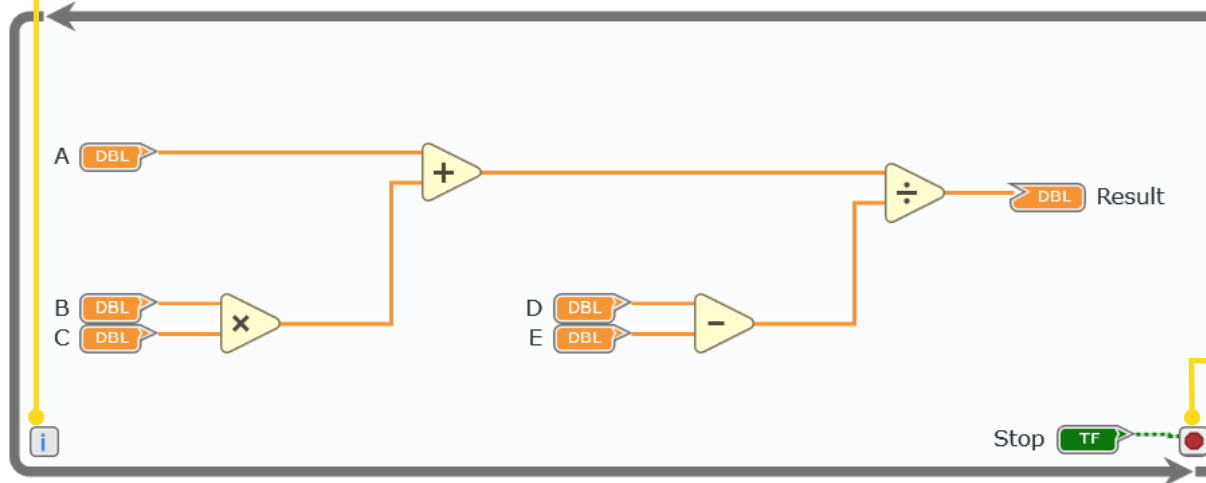 A DBL
+
÷
DBL Result
B DBL
C DBL
×
D DBL
E DBL
−
i
Stop TF